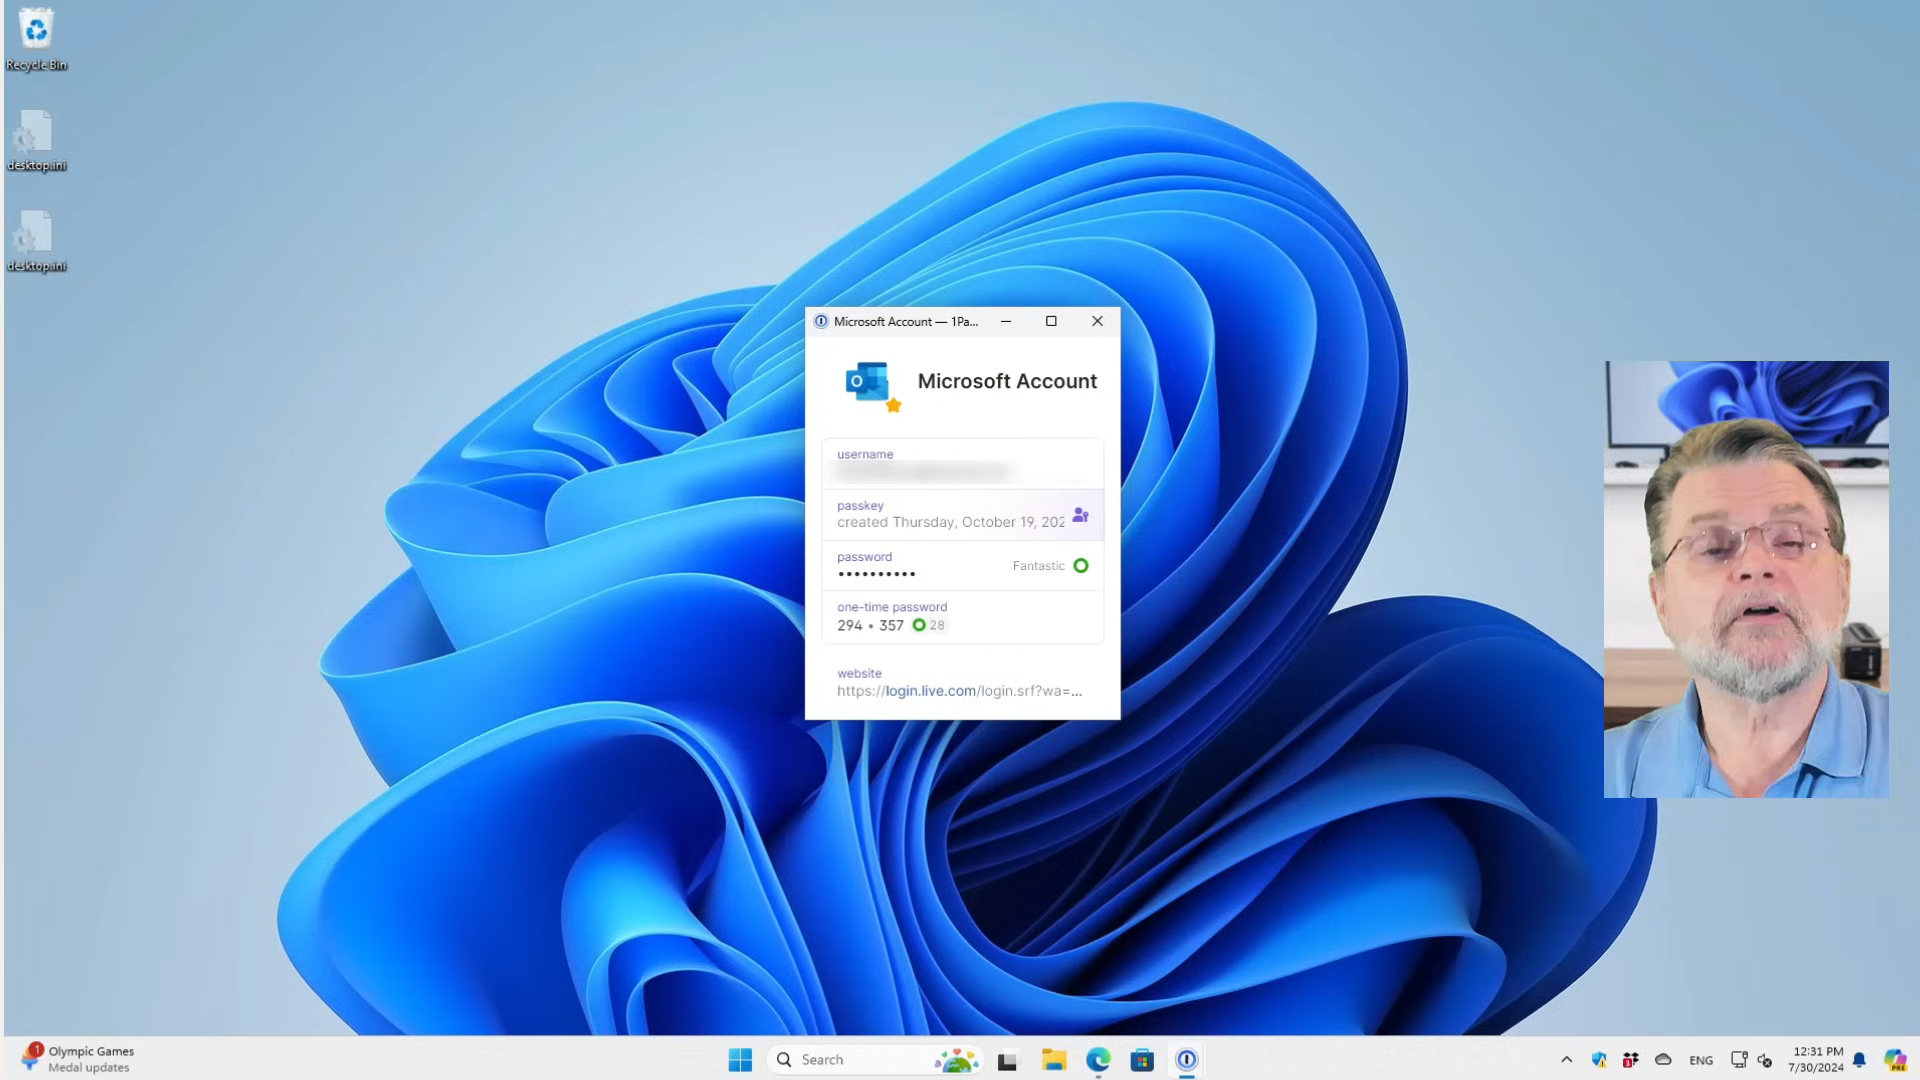 Recycle Bin
desktop.ini
desktop.ini
Microsoft Account — 1Pa...
Microsoft Account
username
passkey
created Thursday, October 19, 202
password
•••••••••• Fantastic
one-time password
294 • 357 28
website
https://login.live.com/login.srf?wa=...
1
Olympic Games
Medal updates
Search
ENG
12:31 PM
7/30/2024
PRE